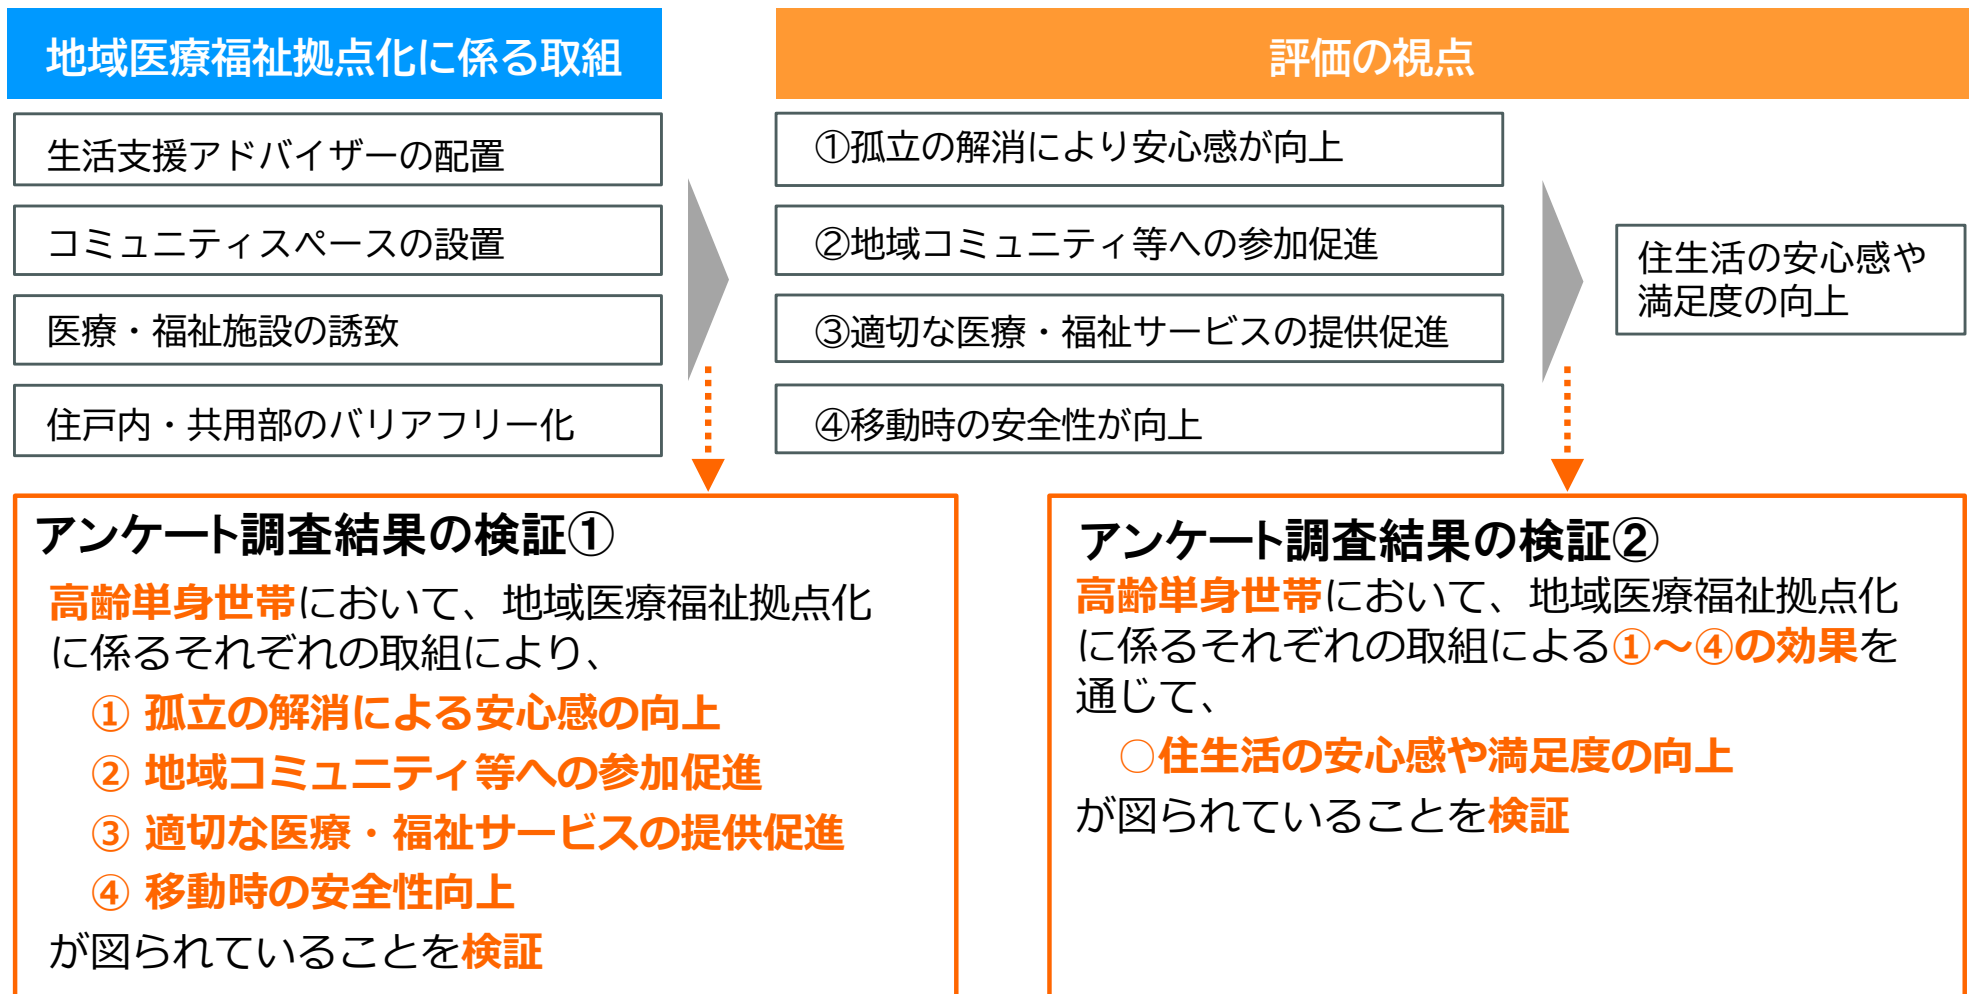 地域医療福祉拠点化に係る取組
評価の視点
生活支援アドバイザーの配置
コミュニティスペースの設置
医療・福祉施設の誘致
住戸内・共用部のバリアフリー化
①孤立の解消により安心感が向上
②地域コミュニティ等への参加促進
③適切な医療・福祉サービスの提供促進
④移動時の安全性が向上
住生活の安心感や
満足度の向上
アンケート調査結果の検証①
高齢単身世帯において、地域医療福祉拠点化
に係るそれぞれの取組により、
① 孤立の解消による安心感の向上
② 地域コミュニティ等への参加促進
③ 適切な医療・福祉サービスの提供促進
④ 移動時の安全性向上
が図られていることを検証
アンケート調査結果の検証②
高齢単身世帯において、地域医療福祉拠点化
に係るそれぞれの取組による①～④の効果を
通じて、
○住生活の安心感や満足度の向上
が図られていることを検証